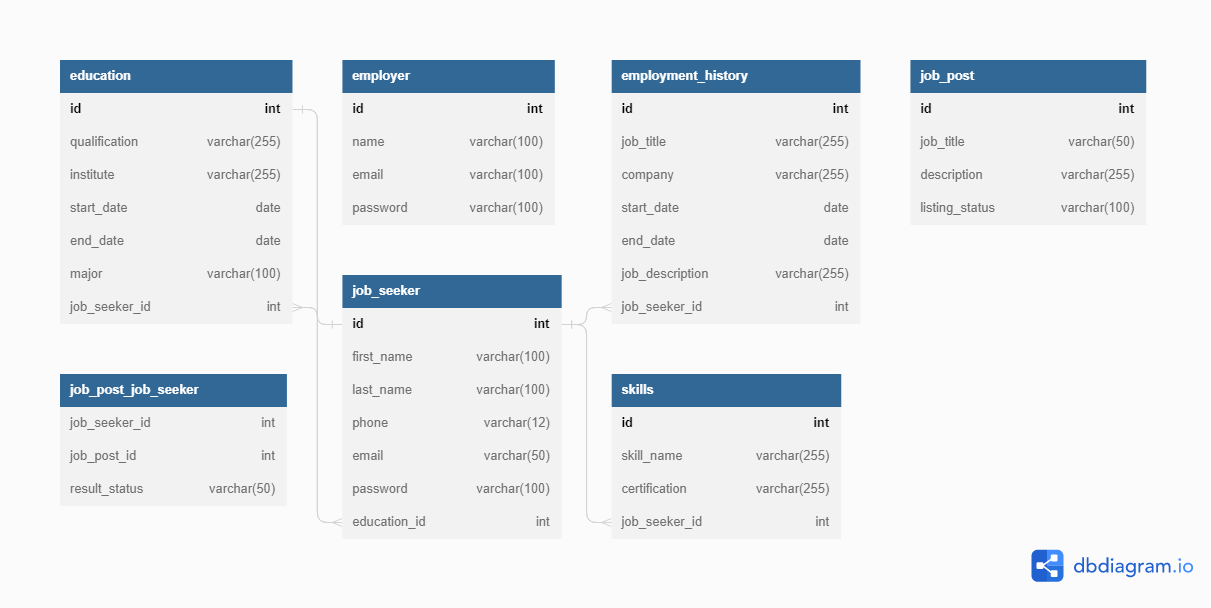 education
id int
qualification varchar(255)
institute varchar(255)
start_date date
end_date date
major varchar(100)
job_seeker_id int
employer
id int
name varchar(100)
email varchar(100)
password varchar(100)
employment_history
id int
job_title varchar(255)
company varchar(255)
start_date date
end_date date
job_description varchar(255)
job_seeker_id int
job_post
id int
job_title varchar(50)
description varchar(255)
listing_status varchar(100)
job_seeker
id int
first_name varchar(100)
last_name varchar(100)
phone varchar(12)
email varchar(50)
password varchar(100)
education_id int
job_post_job_seeker
job_seeker_id int
job_post_id int
result_status varchar(50)
skills
id int
skill_name varchar(255)
certification varchar(255)
job_seeker_id int
dbdiagram.io